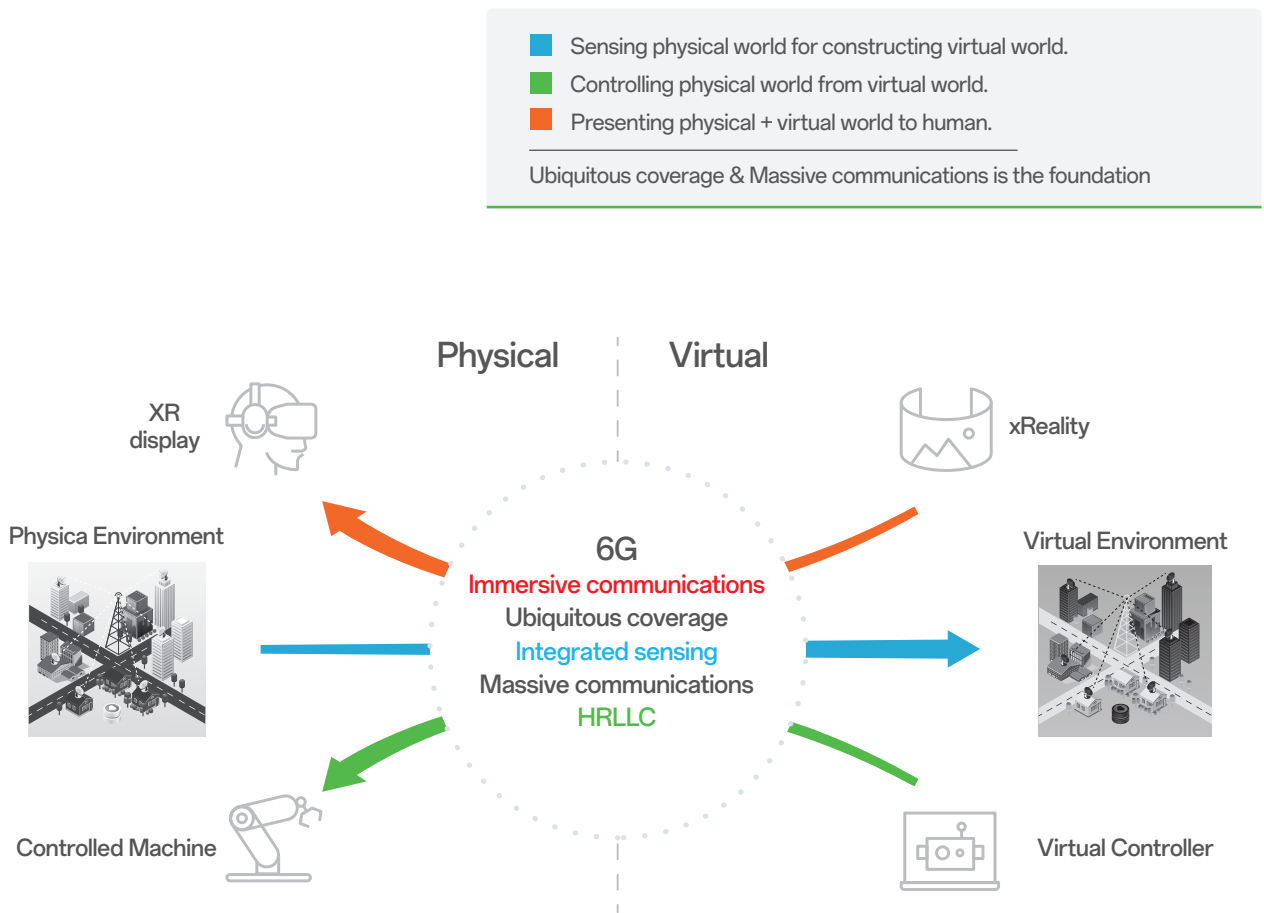 Sensing physical world for constructing virtual world.
Controlling physical world from virtual world.
Presenting physical + virtual world to human.
Ubiquitous coverage & Massive communications is the foundation
Physical
Virtual
XR
display
xReality
Physica Environment
Virtual Environment
6G
Immersive communications
Ubiquitous coverage
Integrated sensing
Massive communications
HRLLC
Controlled Machine
Virtual Controller